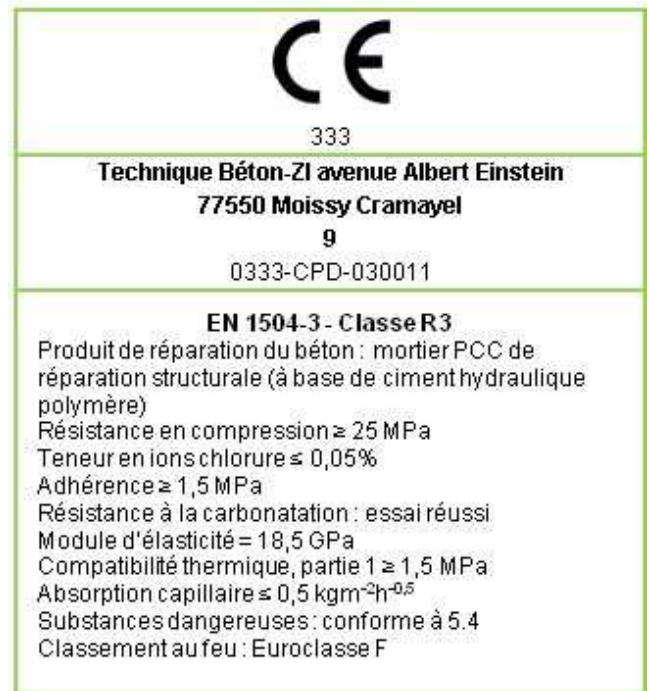 CE
333
Technique Béton-ZI avenue Albert Einstein
77550 Moissy Cramayel
9
0333-CPD-030011
EN 1504-3 - Classe R3
Produit de réparation du béton : mortier PCC de
réparation structurale (à base de ciment hydraulique
polymère)
Résistance en compression ≥ 25 MPa
Teneur en ions chlorure ≤ 0,05%
Adhérence ≥ 1,5 MPa
Résistance à la carbonatation : essai réussi
Module d'élasticité = 18,5 GPa
Compatibilité thermique, partie 1 ≥ 1,5 MPa
Absorption capillaire ≤ 0,5 kgm⁻²h⁻⁰·⁵
Substances dangereuses : conforme à 5.4
Classement au feu : Euroclasse F